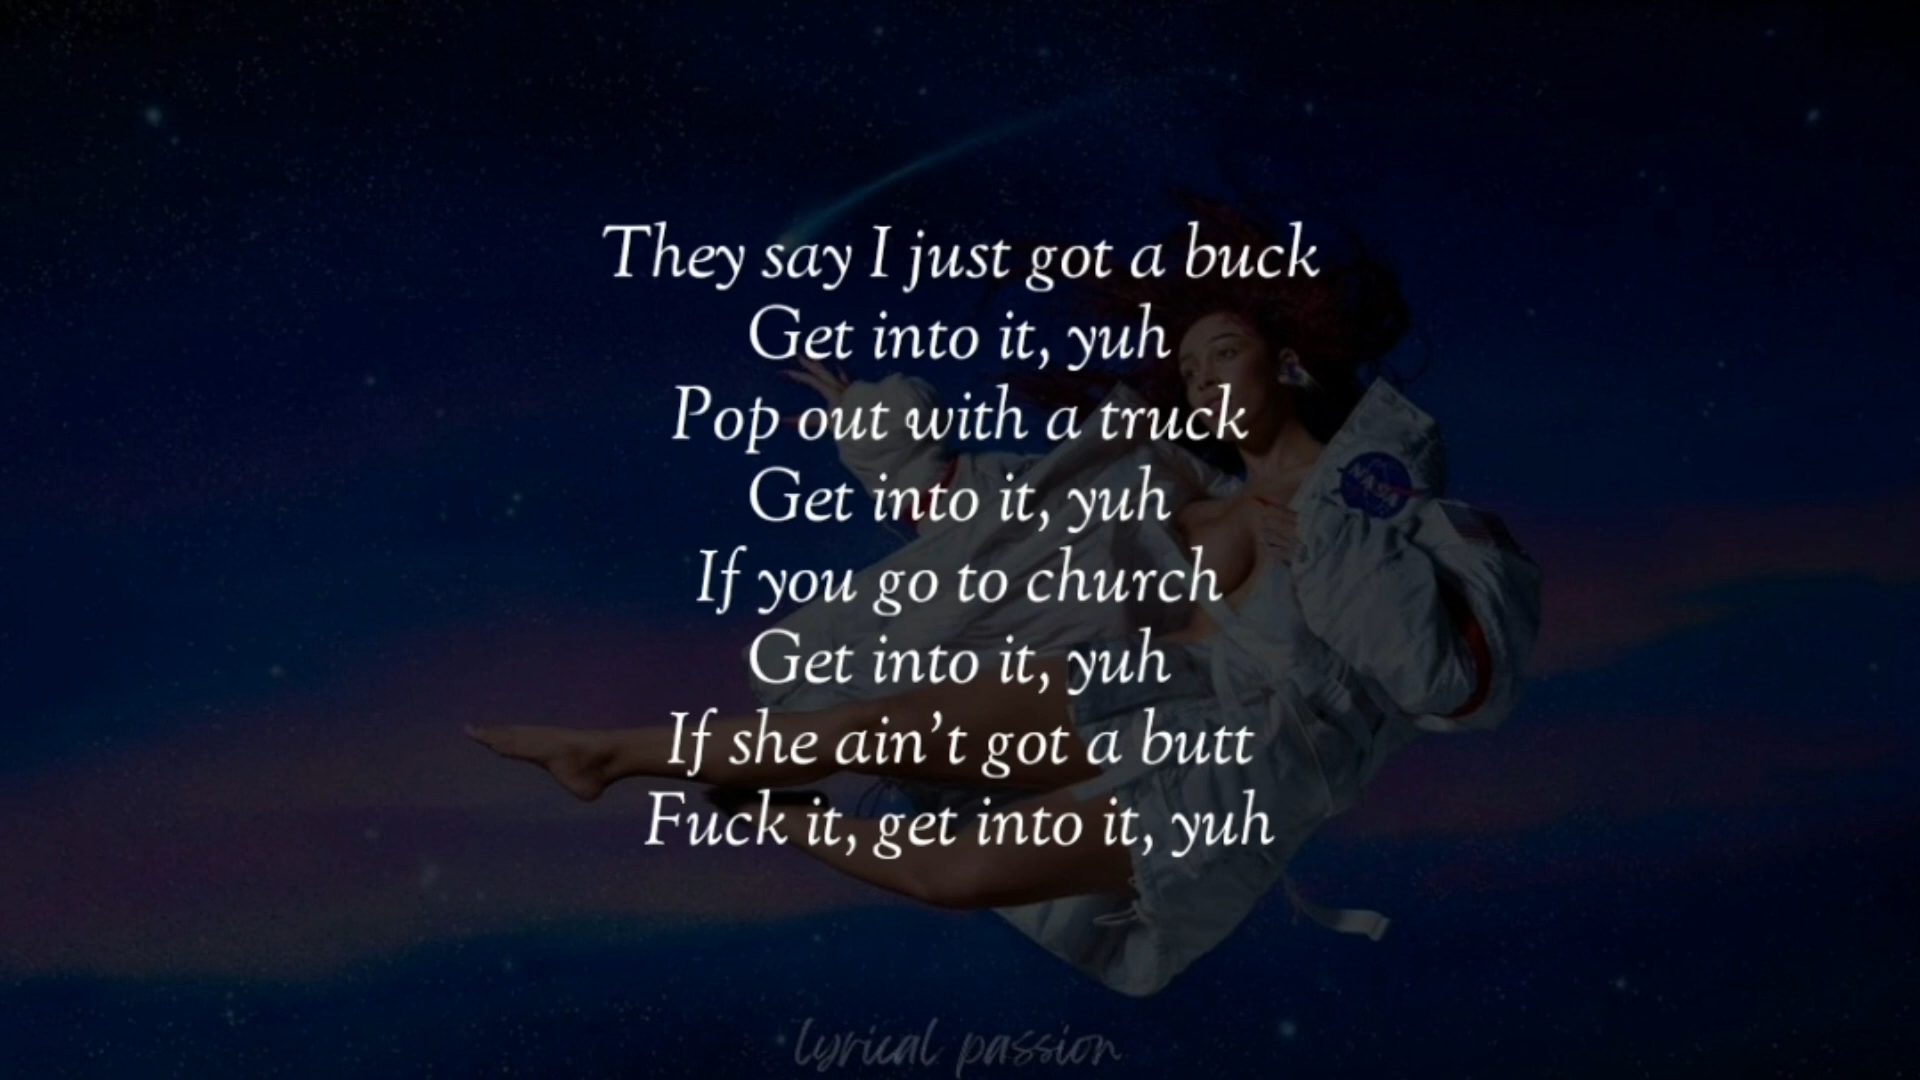 They say I just got a buck
Get into it, yuh
Pop out with a truck
Get into it, yuh
If you go to church
Get into it, yuh
If she ain't got a butt
Fuck it, get into it, yuh
NASA
lyrical passion